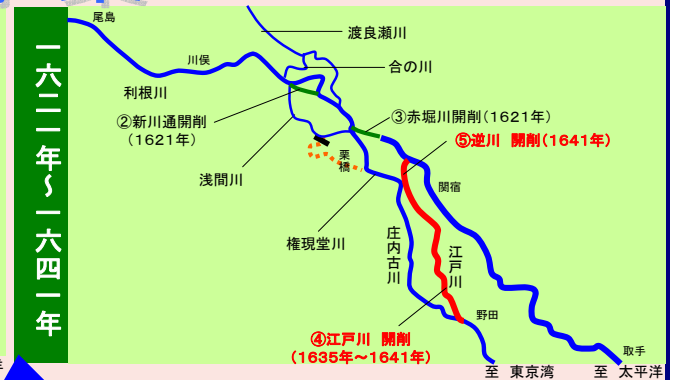 一六二一年～一六四一年
尾島
渡良瀬川
川俣
合の川
利根川
②新川通開削
（1621年）
③赤堀川開削（1621年）
⑤逆川 開削（1641年）
栗橋
浅間川
関宿
権現堂川
庄内古川
江戸川
野田
④江戸川 開削
（1635年～1641年）
取手
至 東京湾
至 太平洋